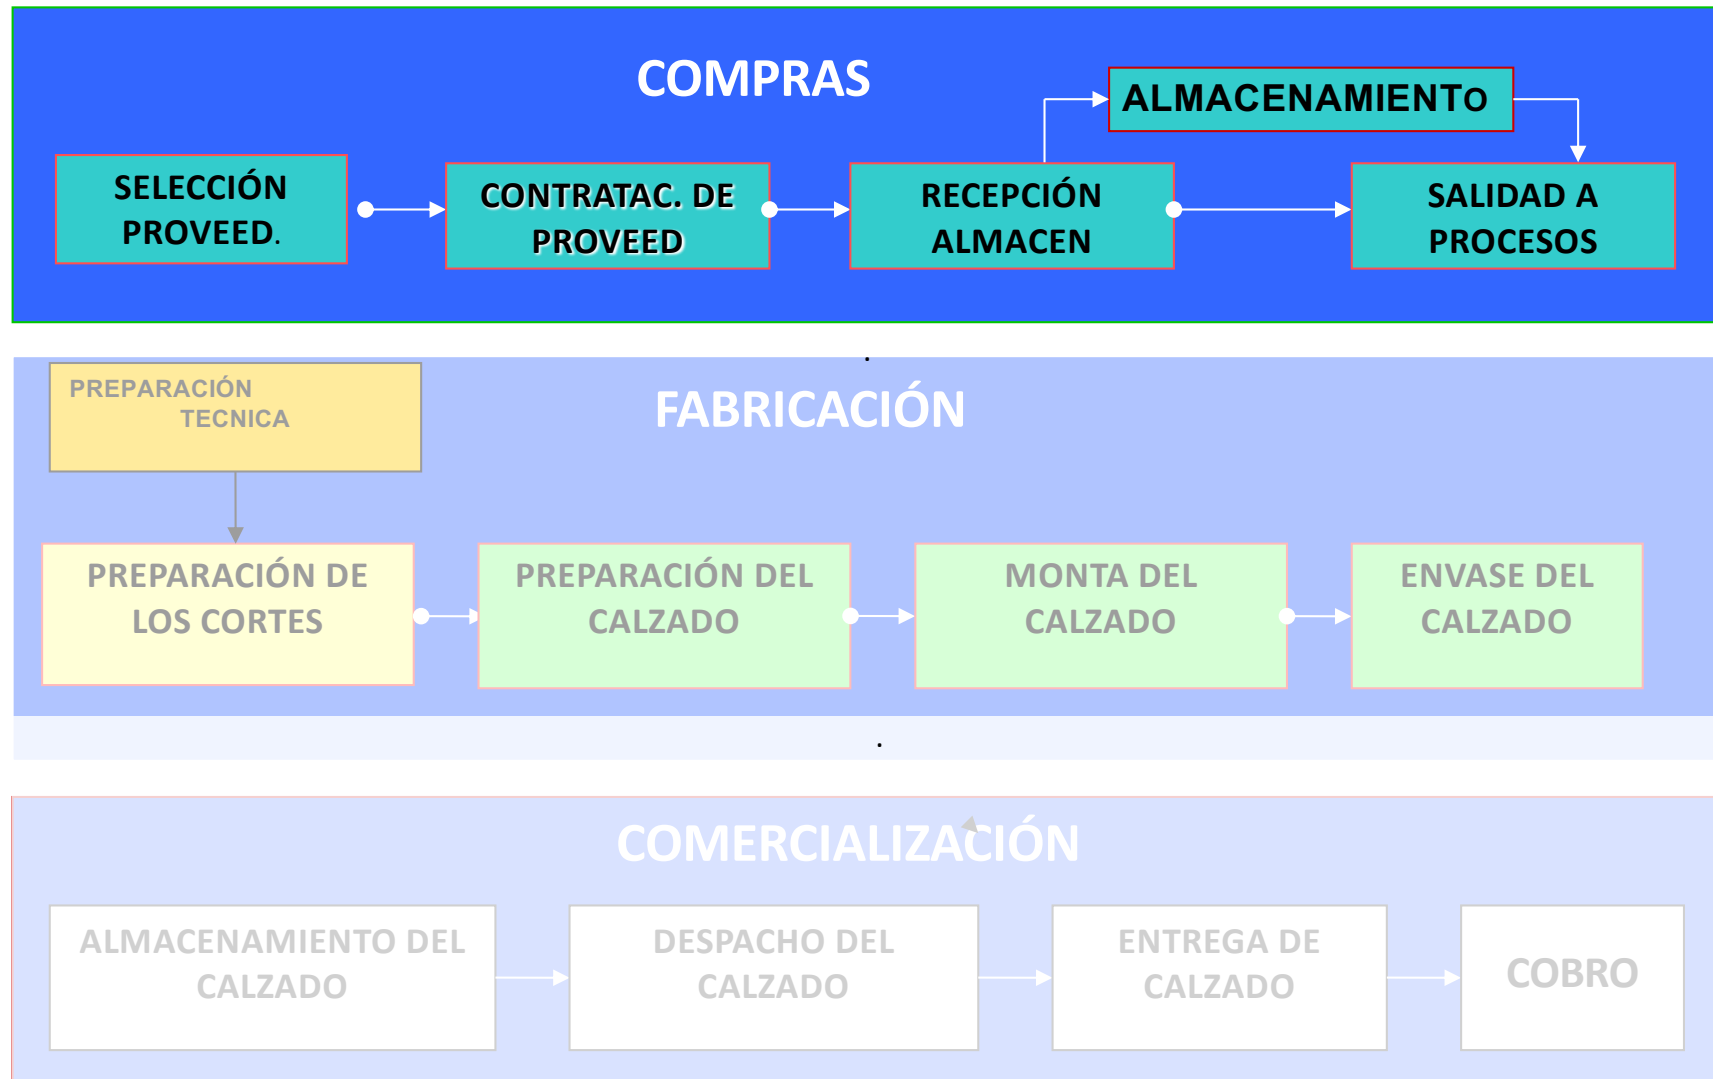 COMPRAS
ALMACENAMIENTO
SELECCIÓN
PROVEED.
CONTRATAC. DE
PROVEED
RECEPCIÓN
ALMACEN
SALIDAD A
PROCESOS
.
PREPARACIÓN
TECNICA
FABRICACIÓN
PREPARACIÓN DE
LOS CORTES
PREPARACIÓN DEL
CALZADO
MONTA DEL
CALZADO
ENVASE DEL
CALZADO
.
COMERCIALIZACIÓN
ALMACENAMIENTO DEL
CALZADO
DESPACHO DEL
CALZADO
ENTREGA DE
CALZADO
COBRO